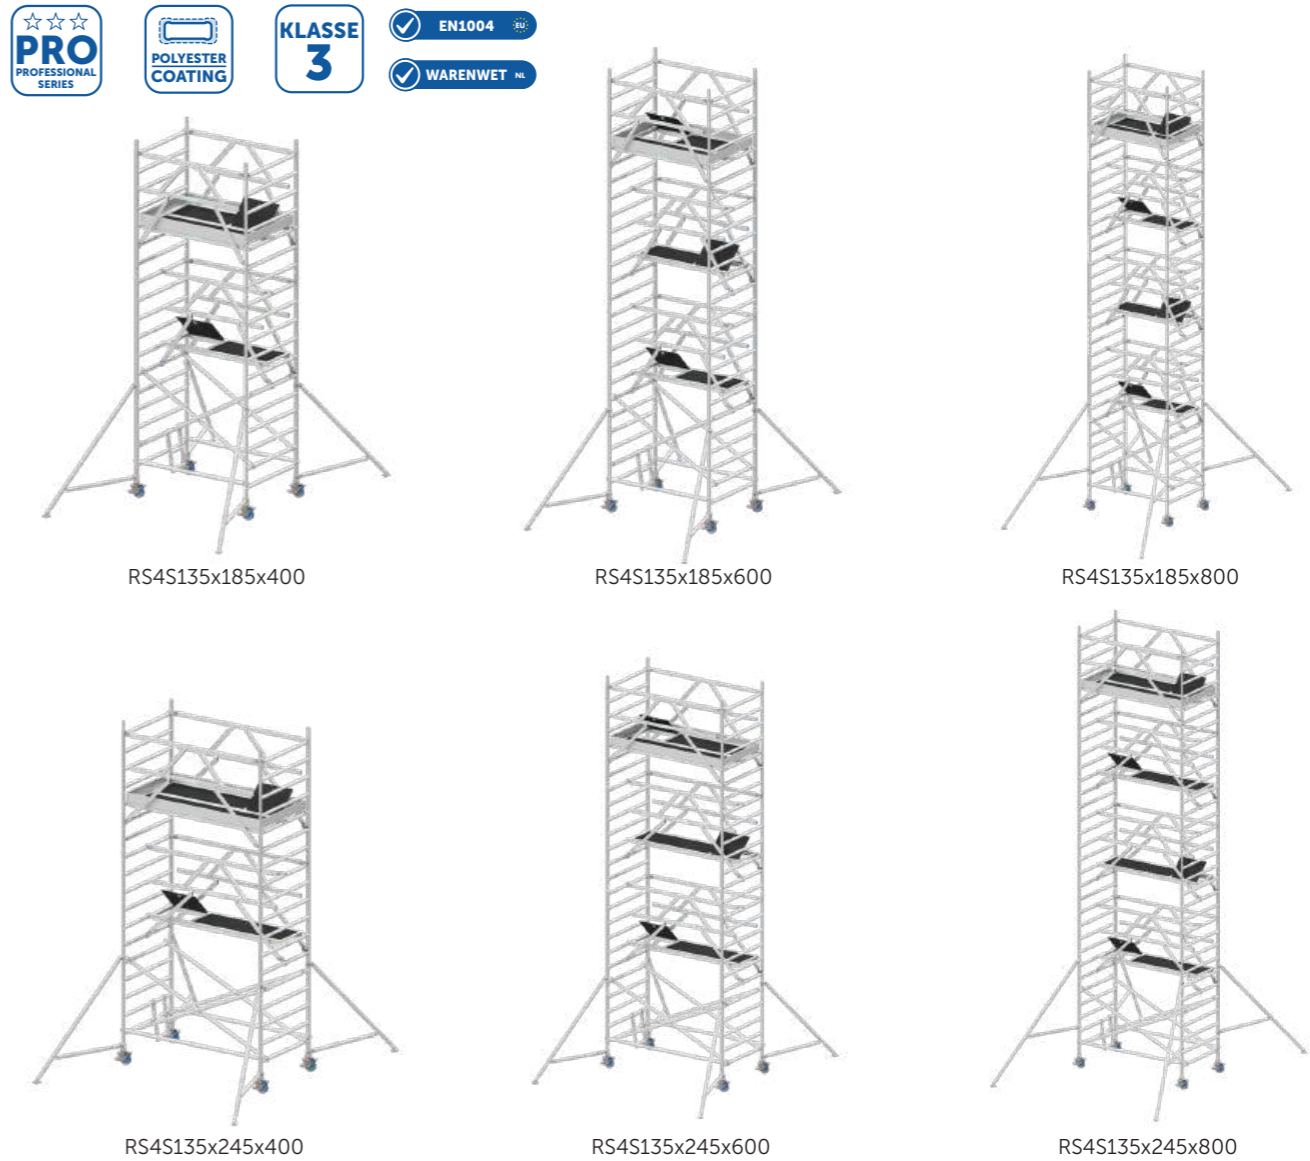 PRO
PROFESSIONAL
SERIES
POLYESTER
COATING
KLASSE
3
EN1004 EU
WARENWET NL
RS4S135x185x400
RS4S135x185x600
RS4S135x185x800
RS4S135x245x400
RS4S135x245x600
RS4S135x245x800